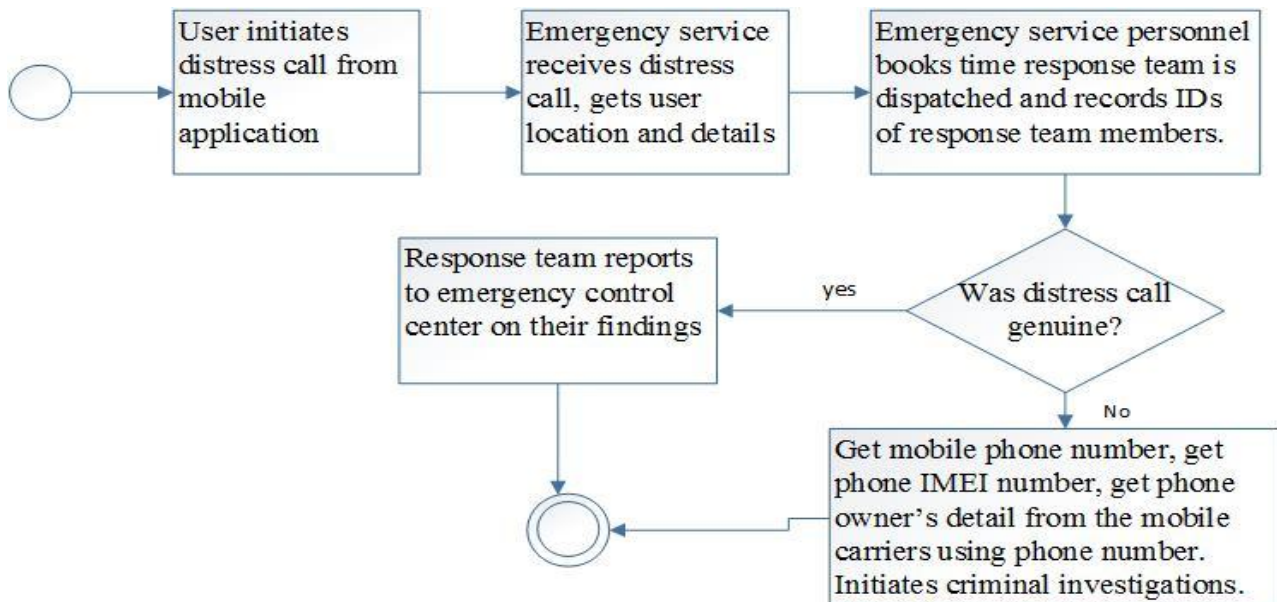 User initiates
distress call from
mobile
application
Emergency service
receives distress
call, gets user
location and details
Emergency service personnel
books time response team is
dispatched and records IDs
of response team members.
Was distress call
genuine?
yes
Response team reports
to emergency control
center on their findings
No
Get mobile phone number, get
phone IMEI number, get phone
owner’s detail from the mobile
carriers using phone number.
Initiates criminal investigations.